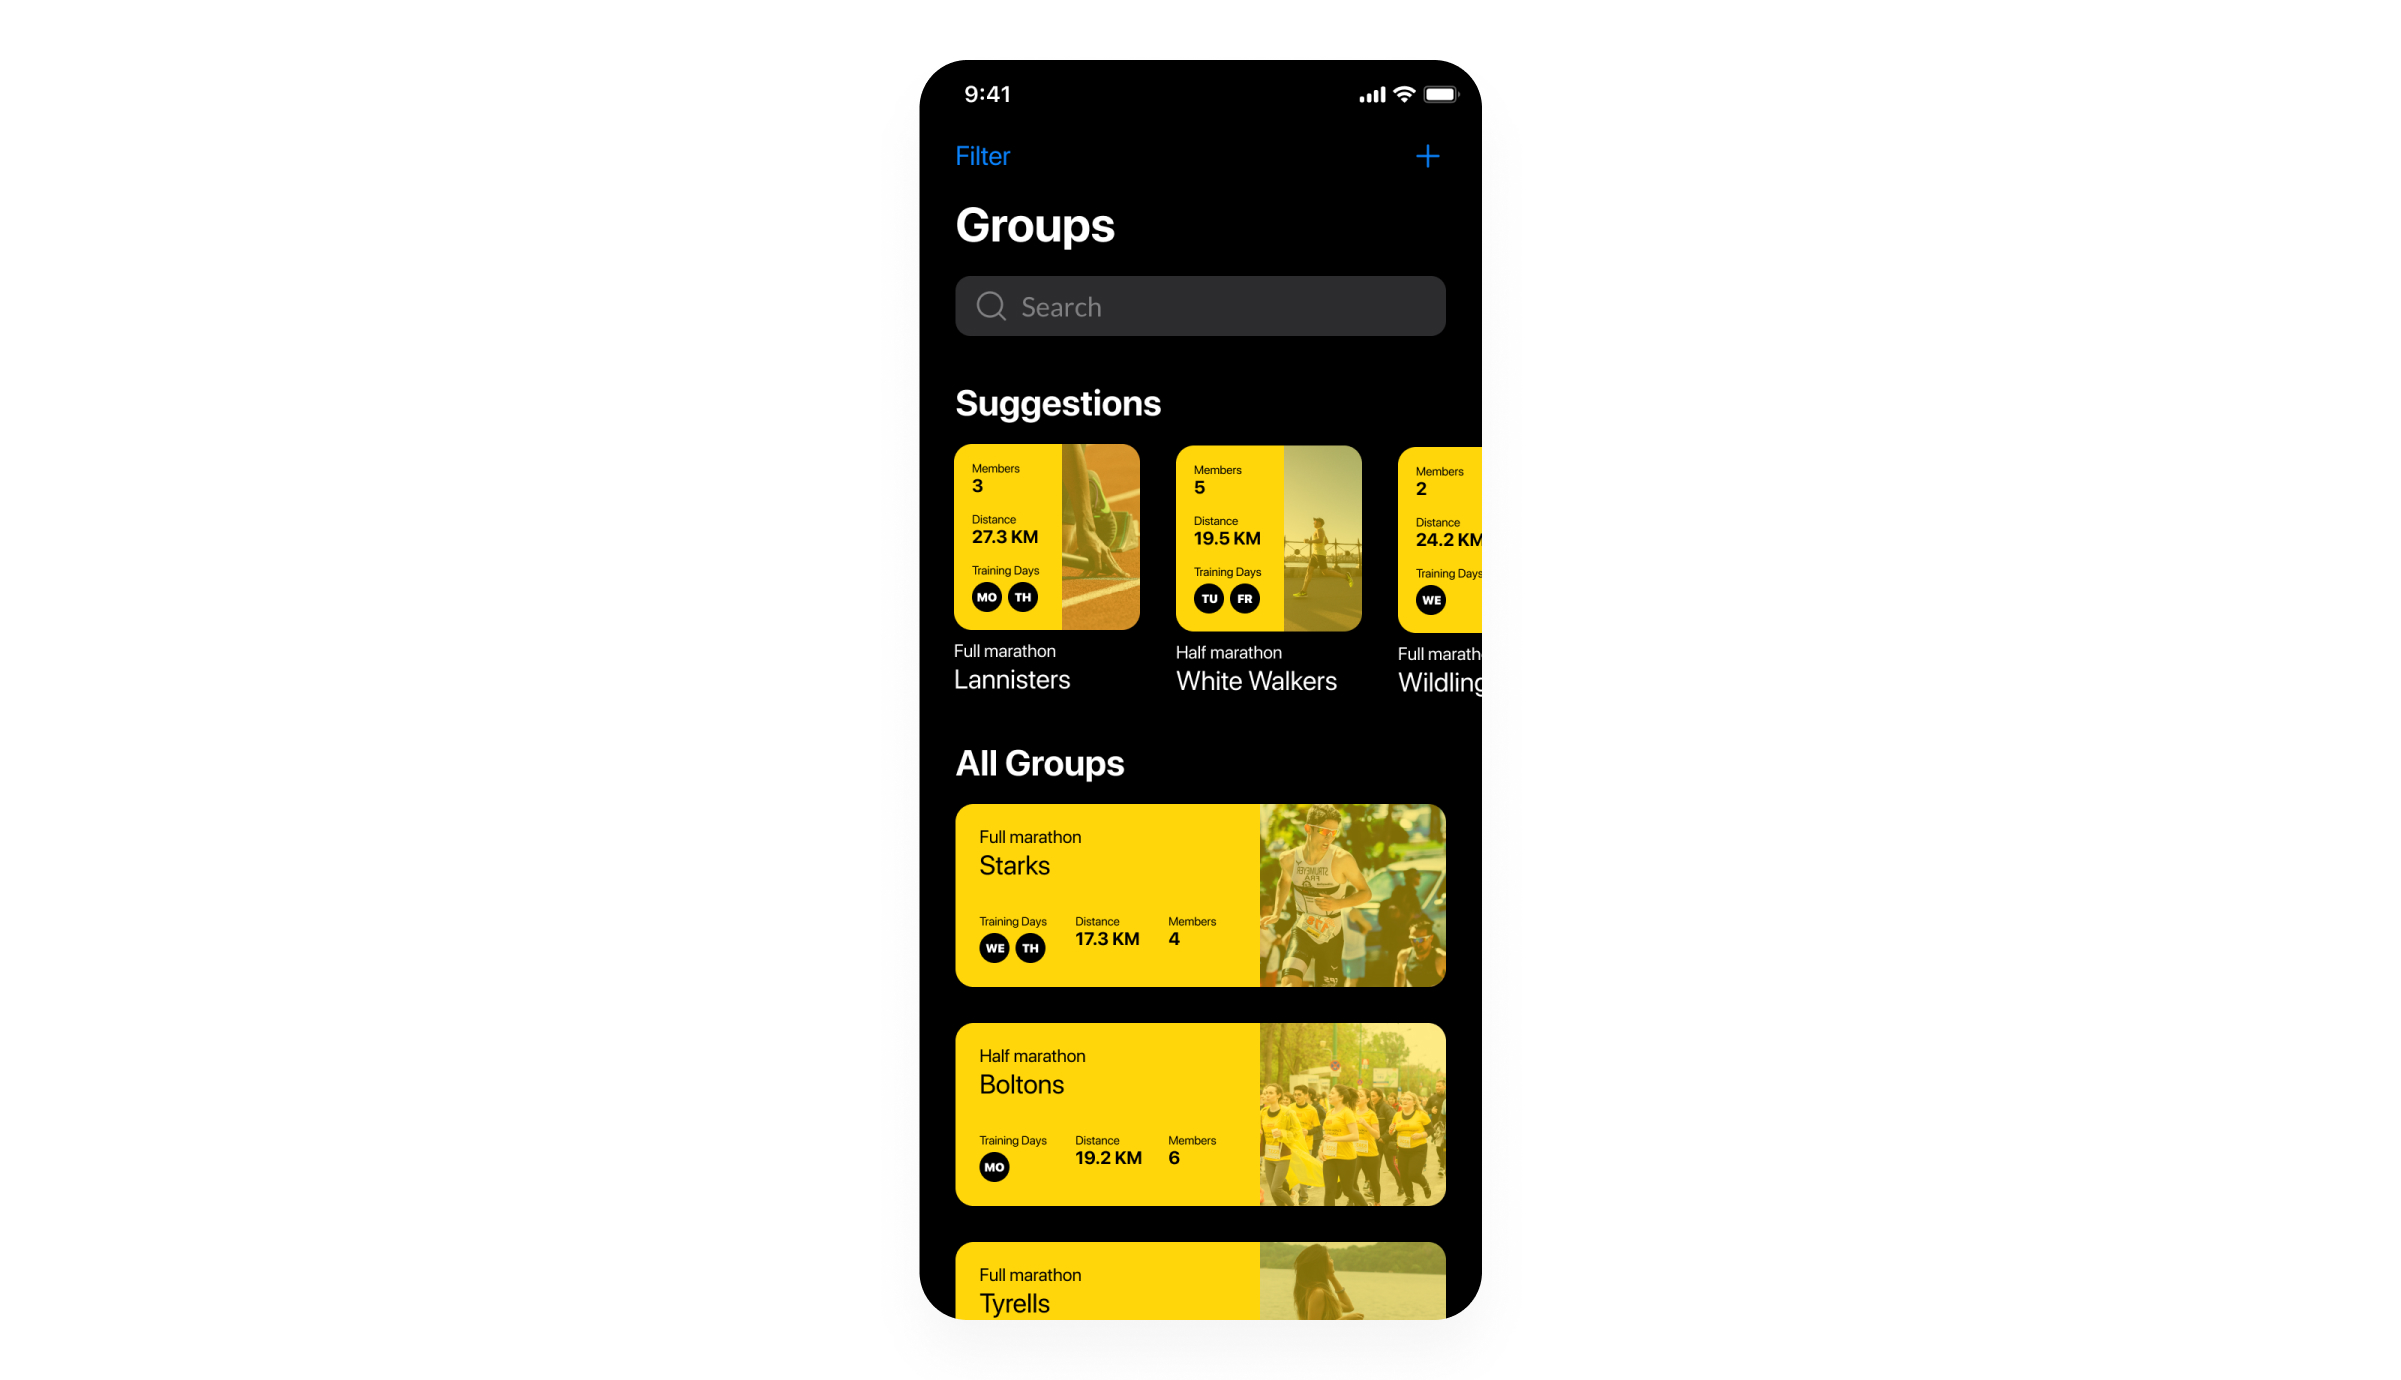 9:41
Filter
Groups
Search
Suggestions
Members
3
Distance
27.3 KM
Training Days
MO TH
Full marathon
Lannisters
Members
5
Distance
19.5 KM
Training Days
TU FR
Half marathon
White Walkers
Members
2
Distance
24.2 KM
Training Days
WE
Full marath
Wildling
All Groups
Full marathon
Starks
Training Days Distance Members
WE TH 17.3 KM 4
Half marathon
Boltons
Training Days Distance Members
MO 19.2 KM 6
Full marathon
Tyrells